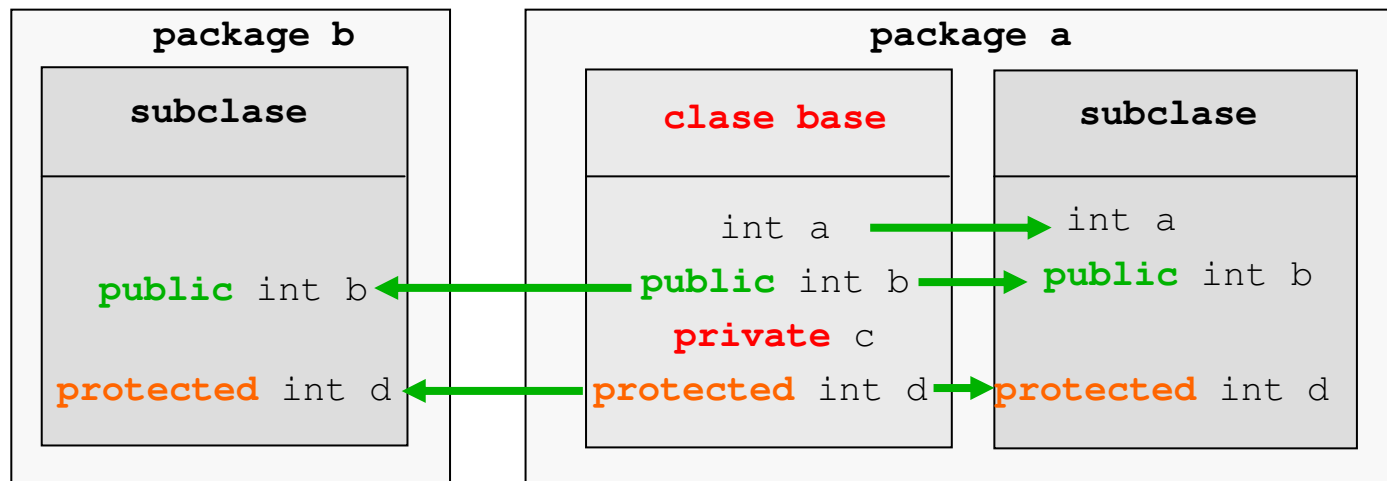 package b
subclase
public int b
protected int d
package a
clase base
int a
public int b
private c
protected int d
subclase
int a
public int b
protected int d